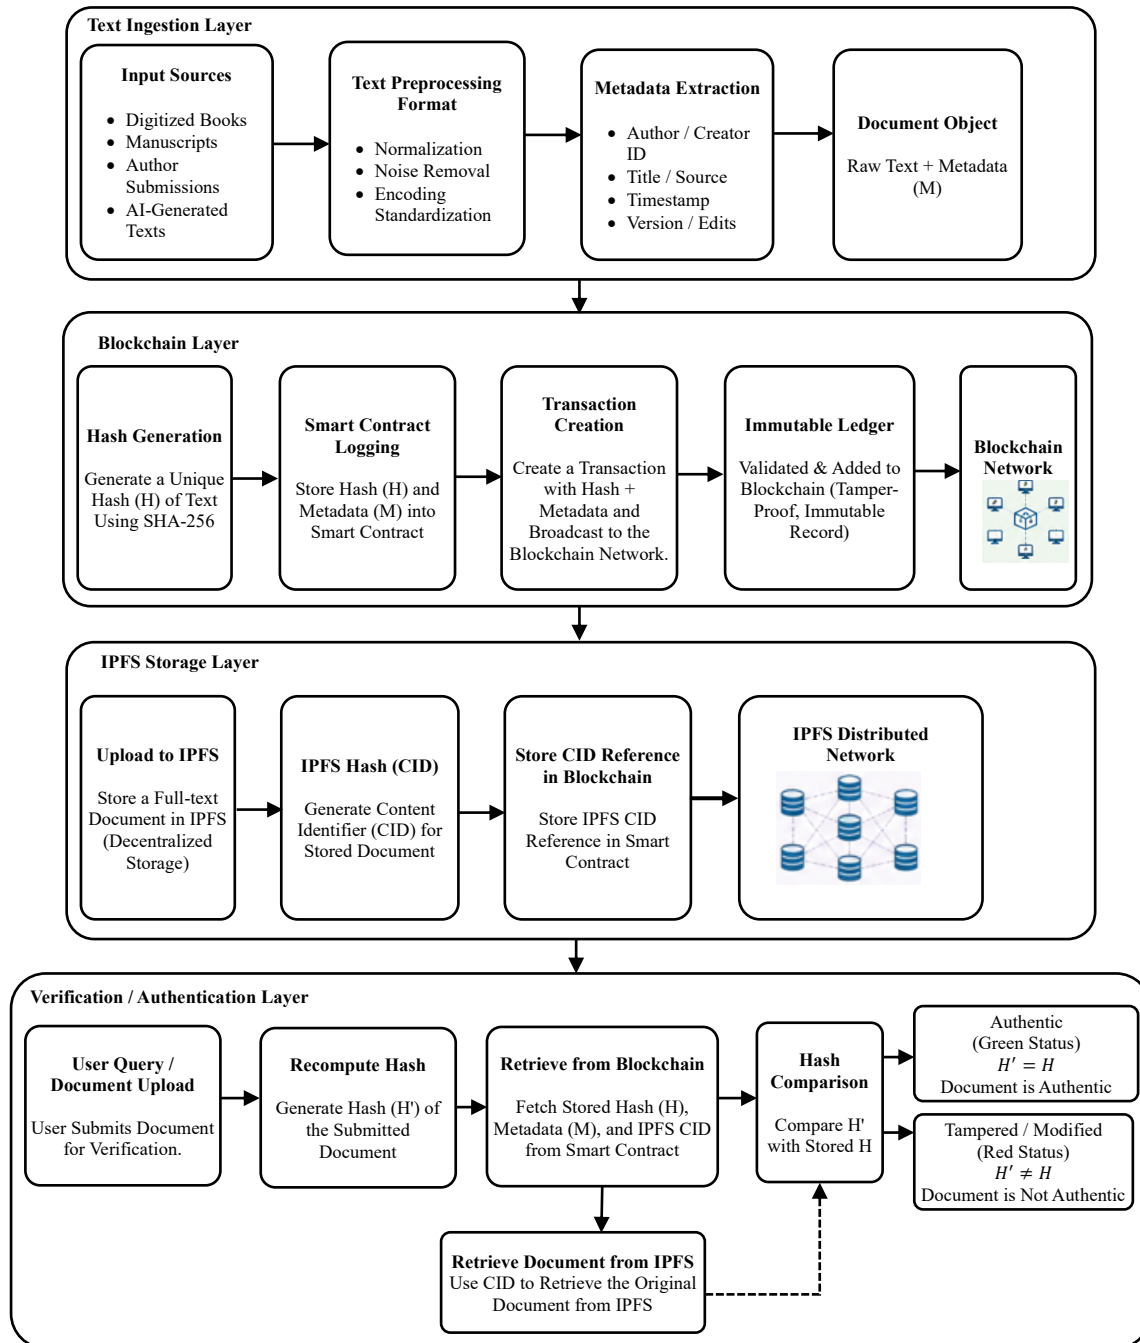 Text Ingestion Layer
Input Sources
• Digitized Books
• Manuscripts
• Author
Submissions
• AI-Generated
Texts
Text Preprocessing
Format
• Normalization
• Noise Removal
• Encoding
Standardization
Metadata Extraction
• Author / Creator
ID
• Title / Source
• Timestamp
• Version / Edits
Document Object
Raw Text + Metadata
(M)
Blockchain Layer
Hash Generation
Generate a Unique
Hash (H) of Text
Using SHA-256
Smart Contract
Logging
Store Hash (H) and
Metadata (M) into
Smart Contract
Transaction
Creation
Create a Transaction
with Hash +
Metadata and
Broadcast to the
Blockchain Network.
Immutable Ledger
Validated & Added to
Blockchain (Tamper-
Proof, Immutable
Record)
Blockchain
Network
IPFS Storage Layer
Upload to IPFS
Store a Full-text
Document in IPFS
(Decentralized
Storage)
IPFS Hash (CID)
Generate Content
Identifier (CID) for
Stored Document
Store CID Reference
in Blockchain
Store IPFS CID
Reference in Smart
Contract
IPFS Distributed
Network
Verification / Authentication Layer
User Query /
Document Upload
User Submits Document
for Verification.
Recompute Hash
Generate Hash (H') of
the Submitted
Document
Retrieve from Blockchain
Fetch Stored Hash (H),
Metadata (M), and IPFS CID
from Smart Contract
Hash
Comparison
Compare H'
with Stored H
Authentic
(Green Status)
H′ = H
Document is Authentic
Tampered / Modified
(Red Status)
H′ ≠ H
Document is Not Authentic
Retrieve Document from IPFS
Use CID to Retrieve the Original
Document from IPFS